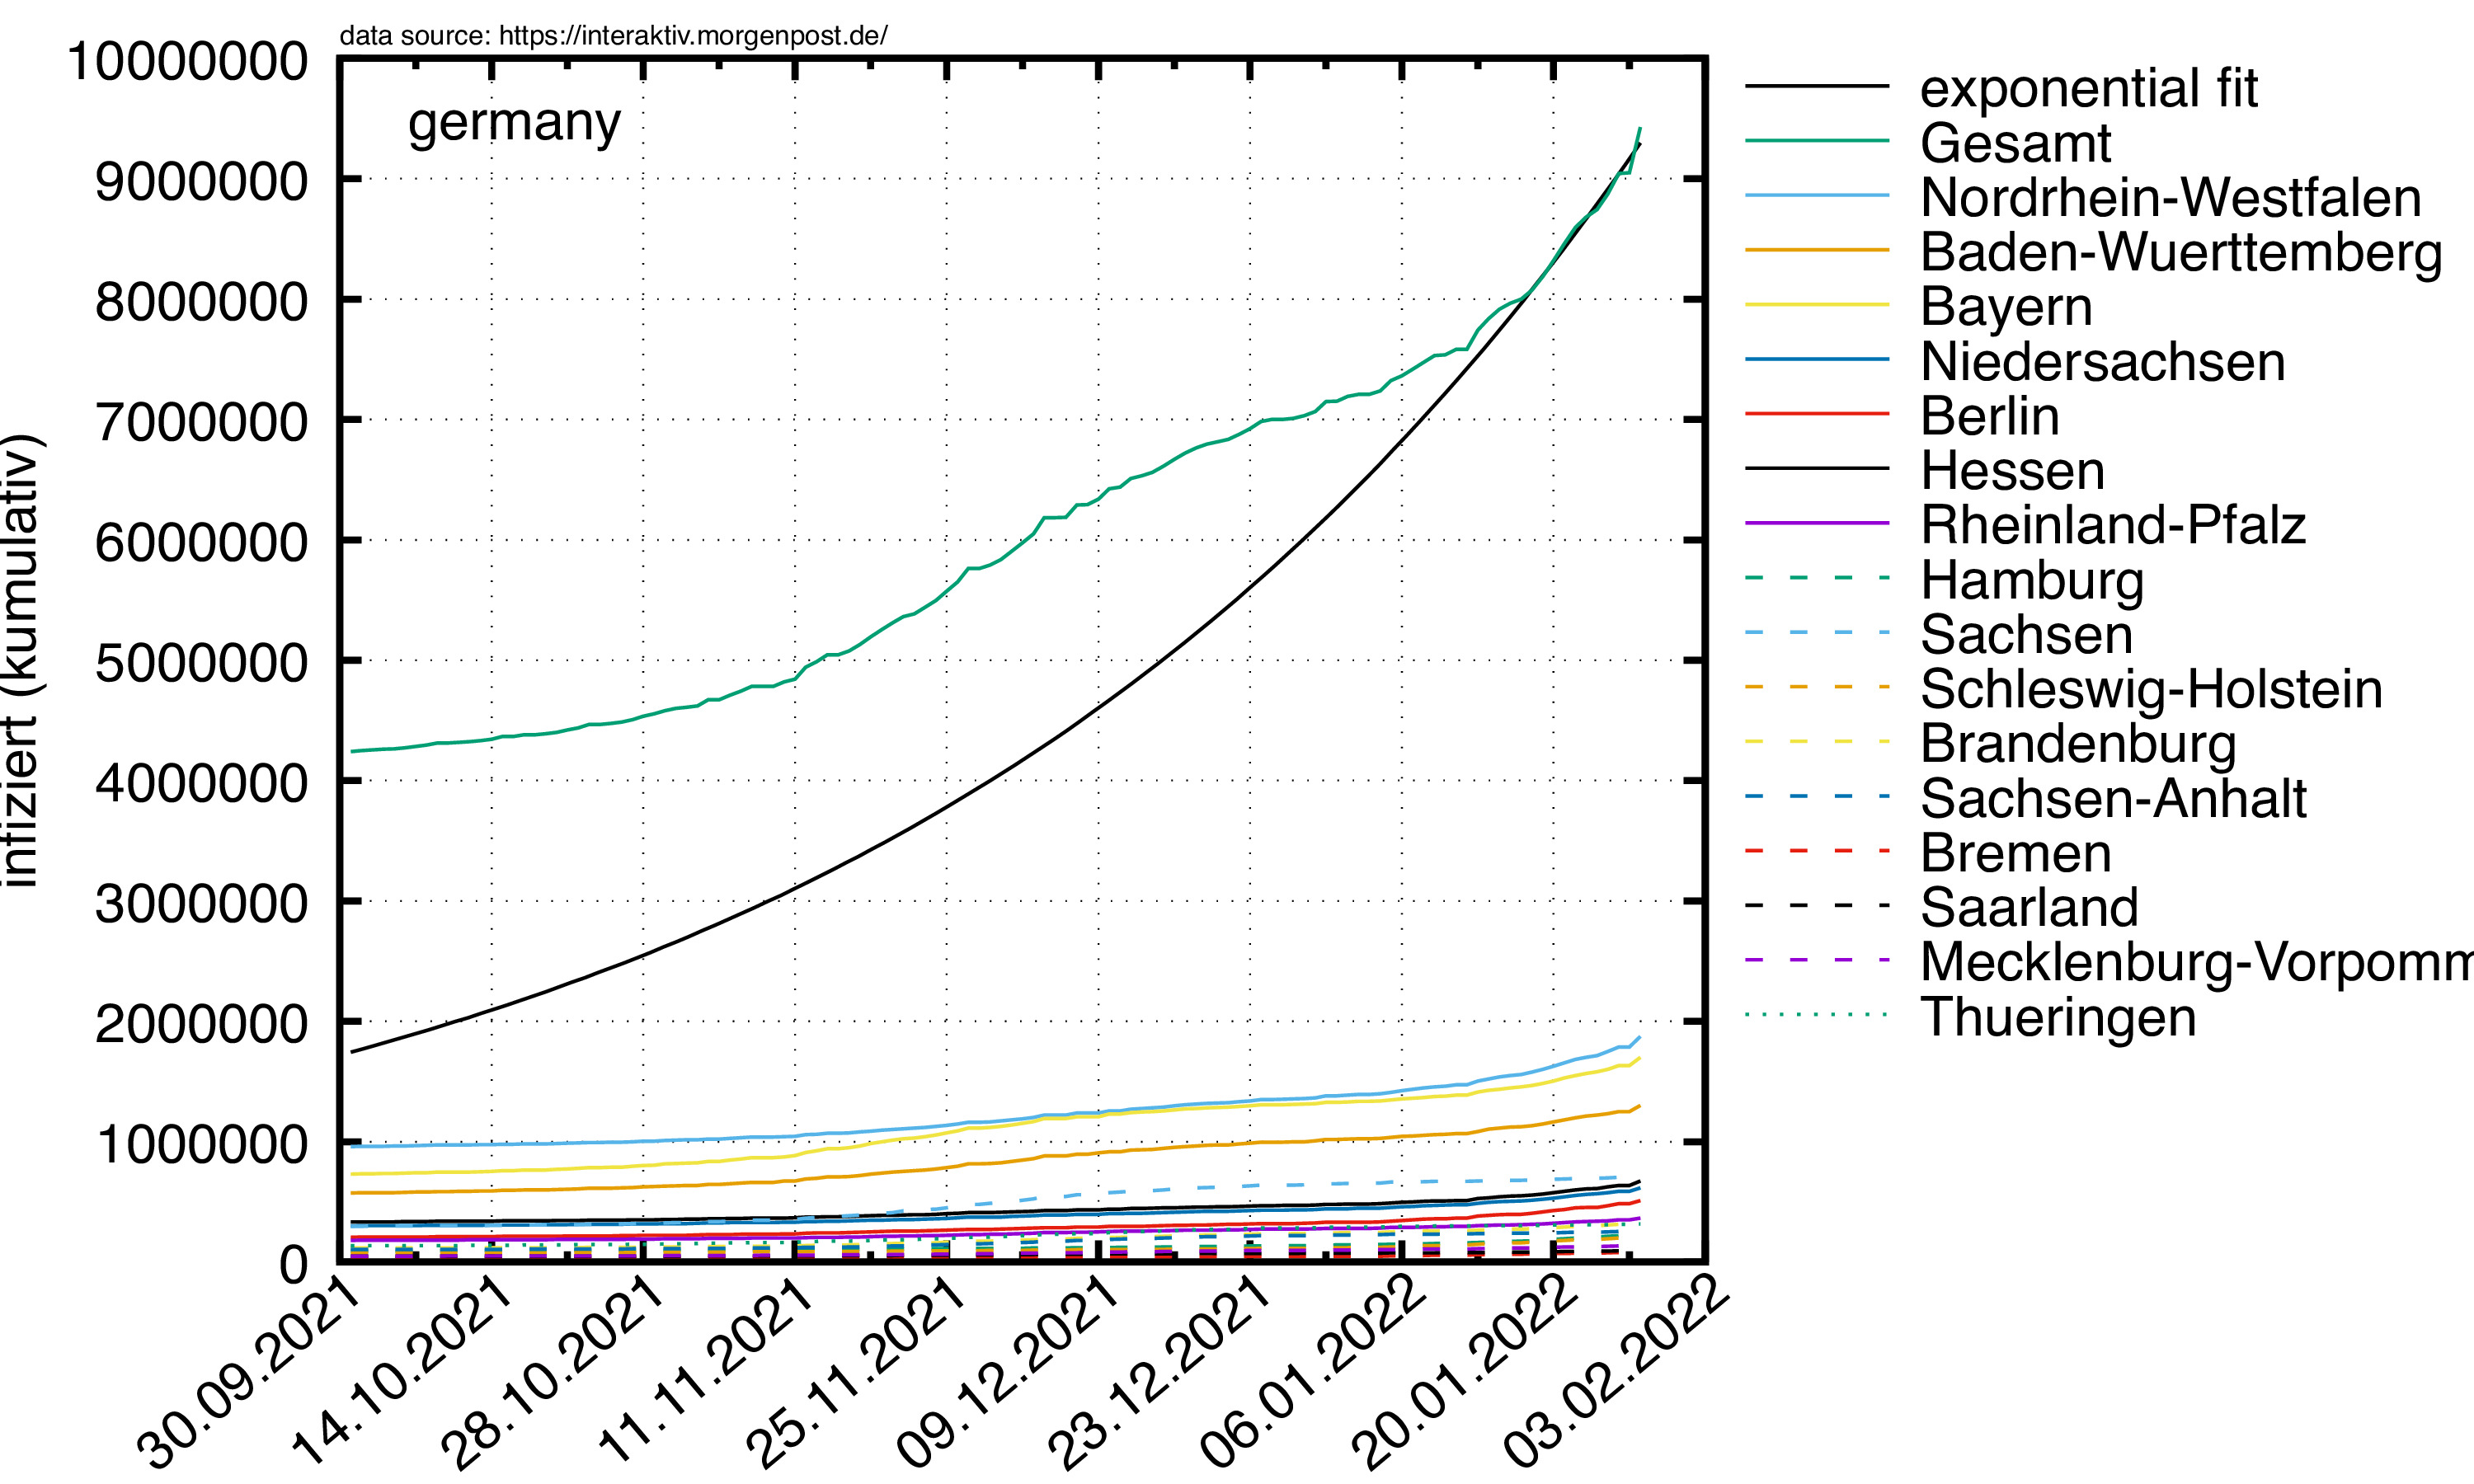 data source: https://interaktiv.morgenpost.de/
germany
infiziert (kumulativ)
10000000
9000000
8000000
7000000
6000000
5000000
4000000
3000000
2000000
1000000
0
30.09.2021
14.10.2021
28.10.2021
11.11.2021
25.11.2021
09.12.2021
23.12.2021
06.01.2022
20.01.2022
03.02.2022
exponential fit
Gesamt
Nordrhein-Westfalen
Baden-Wuerttemberg
Bayern
Niedersachsen
Berlin
Hessen
Rheinland-Pfalz
Hamburg
Sachsen
Schleswig-Holstein
Brandenburg
Sachsen-Anhalt
Bremen
Saarland
Mecklenburg-Vorpomm
Thueringen